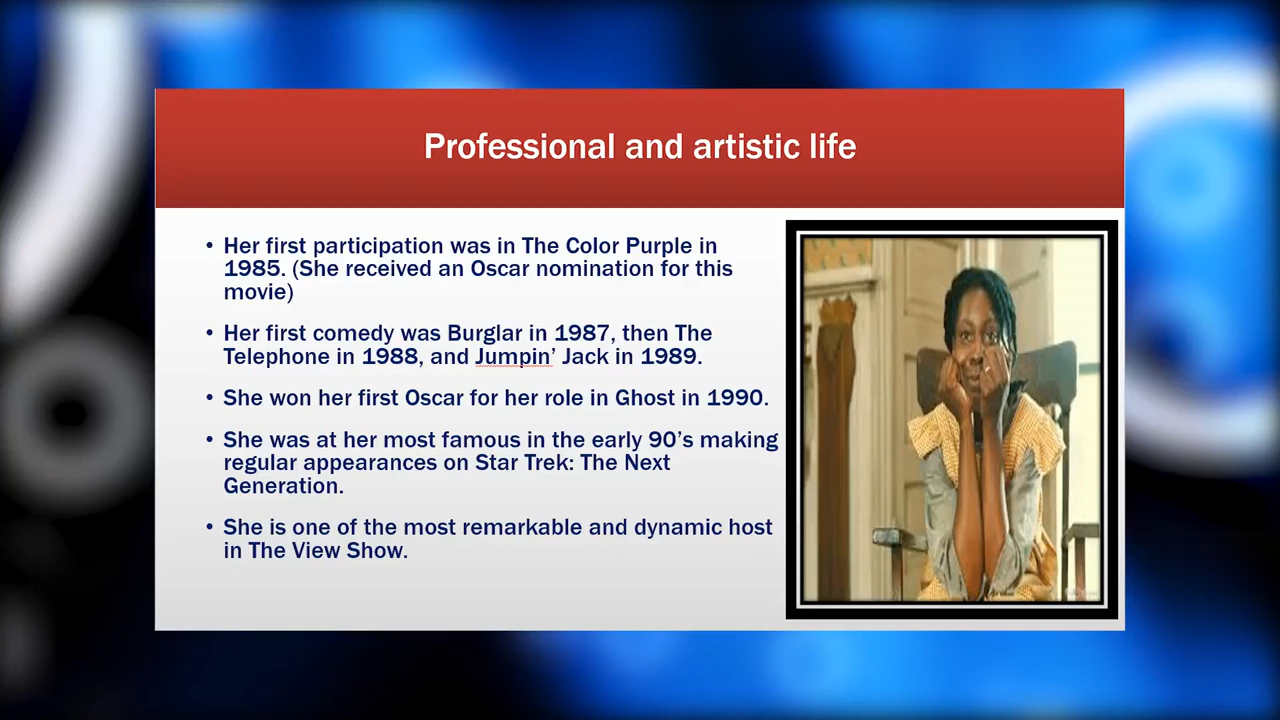 Professional and artistic life
• Her first participation was in The Color Purple in
1985. (She received an Oscar nomination for this
movie)
• Her first comedy was Burglar in 1987, then The
Telephone in 1988, and Jumpin’ Jack in 1989.
• She won her first Oscar for her role in Ghost in 1990.
• She was at her most famous in the early 90’s making
regular appearances on Star Trek: The Next
Generation.
• She is one of the most remarkable and dynamic host
in The View Show.